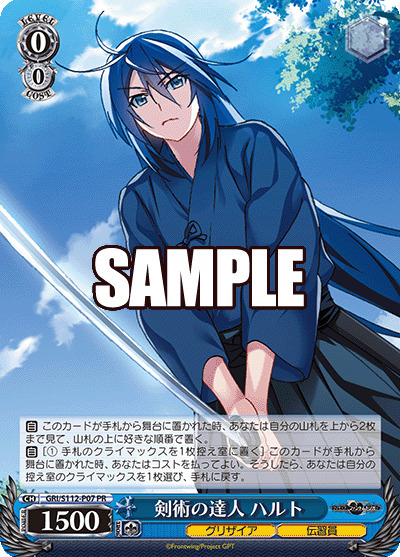 LEVEL
0
0
COST
SAMPLE
自 このカードが手札から舞台に置かれた時、あなたは自分の山札を上から2枚
まで見て、山札の上に好きな順番で置く。
自 [① 手札のクライマックスを1枚控え室に置く] このカードが手札から
舞台に置かれた時、あなたはコストを払ってよい。そうしたら、あなたは自分の
控え室のクライマックスを1枚選び、手札に戻す。
GRI/S112-P07 PR
1500
剣術の達人 ハルト
グリザイア
伝習員
©Frontwing/Project GPT